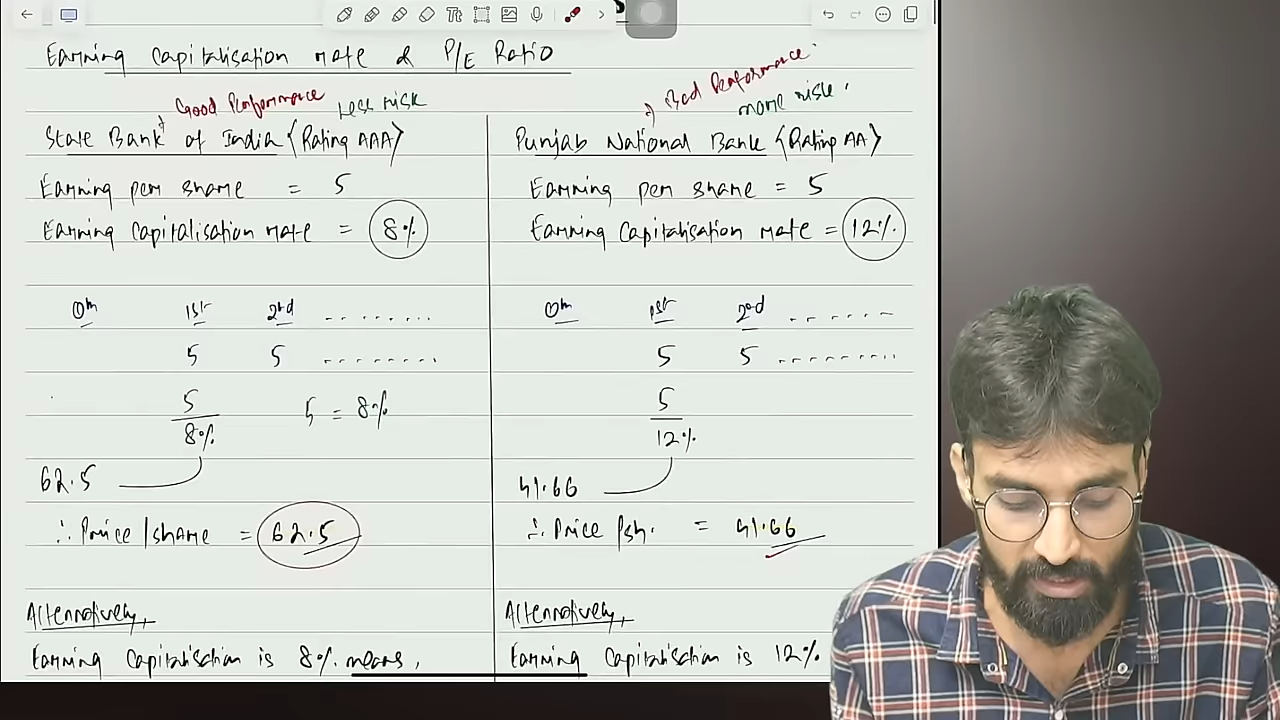 Earning Capitalisation rate & P/E Ratio
Good Performance Less risk
State Bank of India {Rating AAA}
Earning per share = 5
Earning Capitalisation rate = 8%
0th 1st 2nd ........
5 5 ........
5
8%
5 = 8%
62.5
∴ Price / share = 62.5
Alternatively,
Earning Capitalisation is 8% means,
Bad Performance
more risk.
Punjab National Bank {Rating AA}
Earning per share = 5
Earning Capitalisation rate = 12%
0th 1st 2nd .......
5 5 ..........
5
12%
41.66
∴ Price /sh. = 41.66
Alternatively,
Earning Capitalisation is 12%